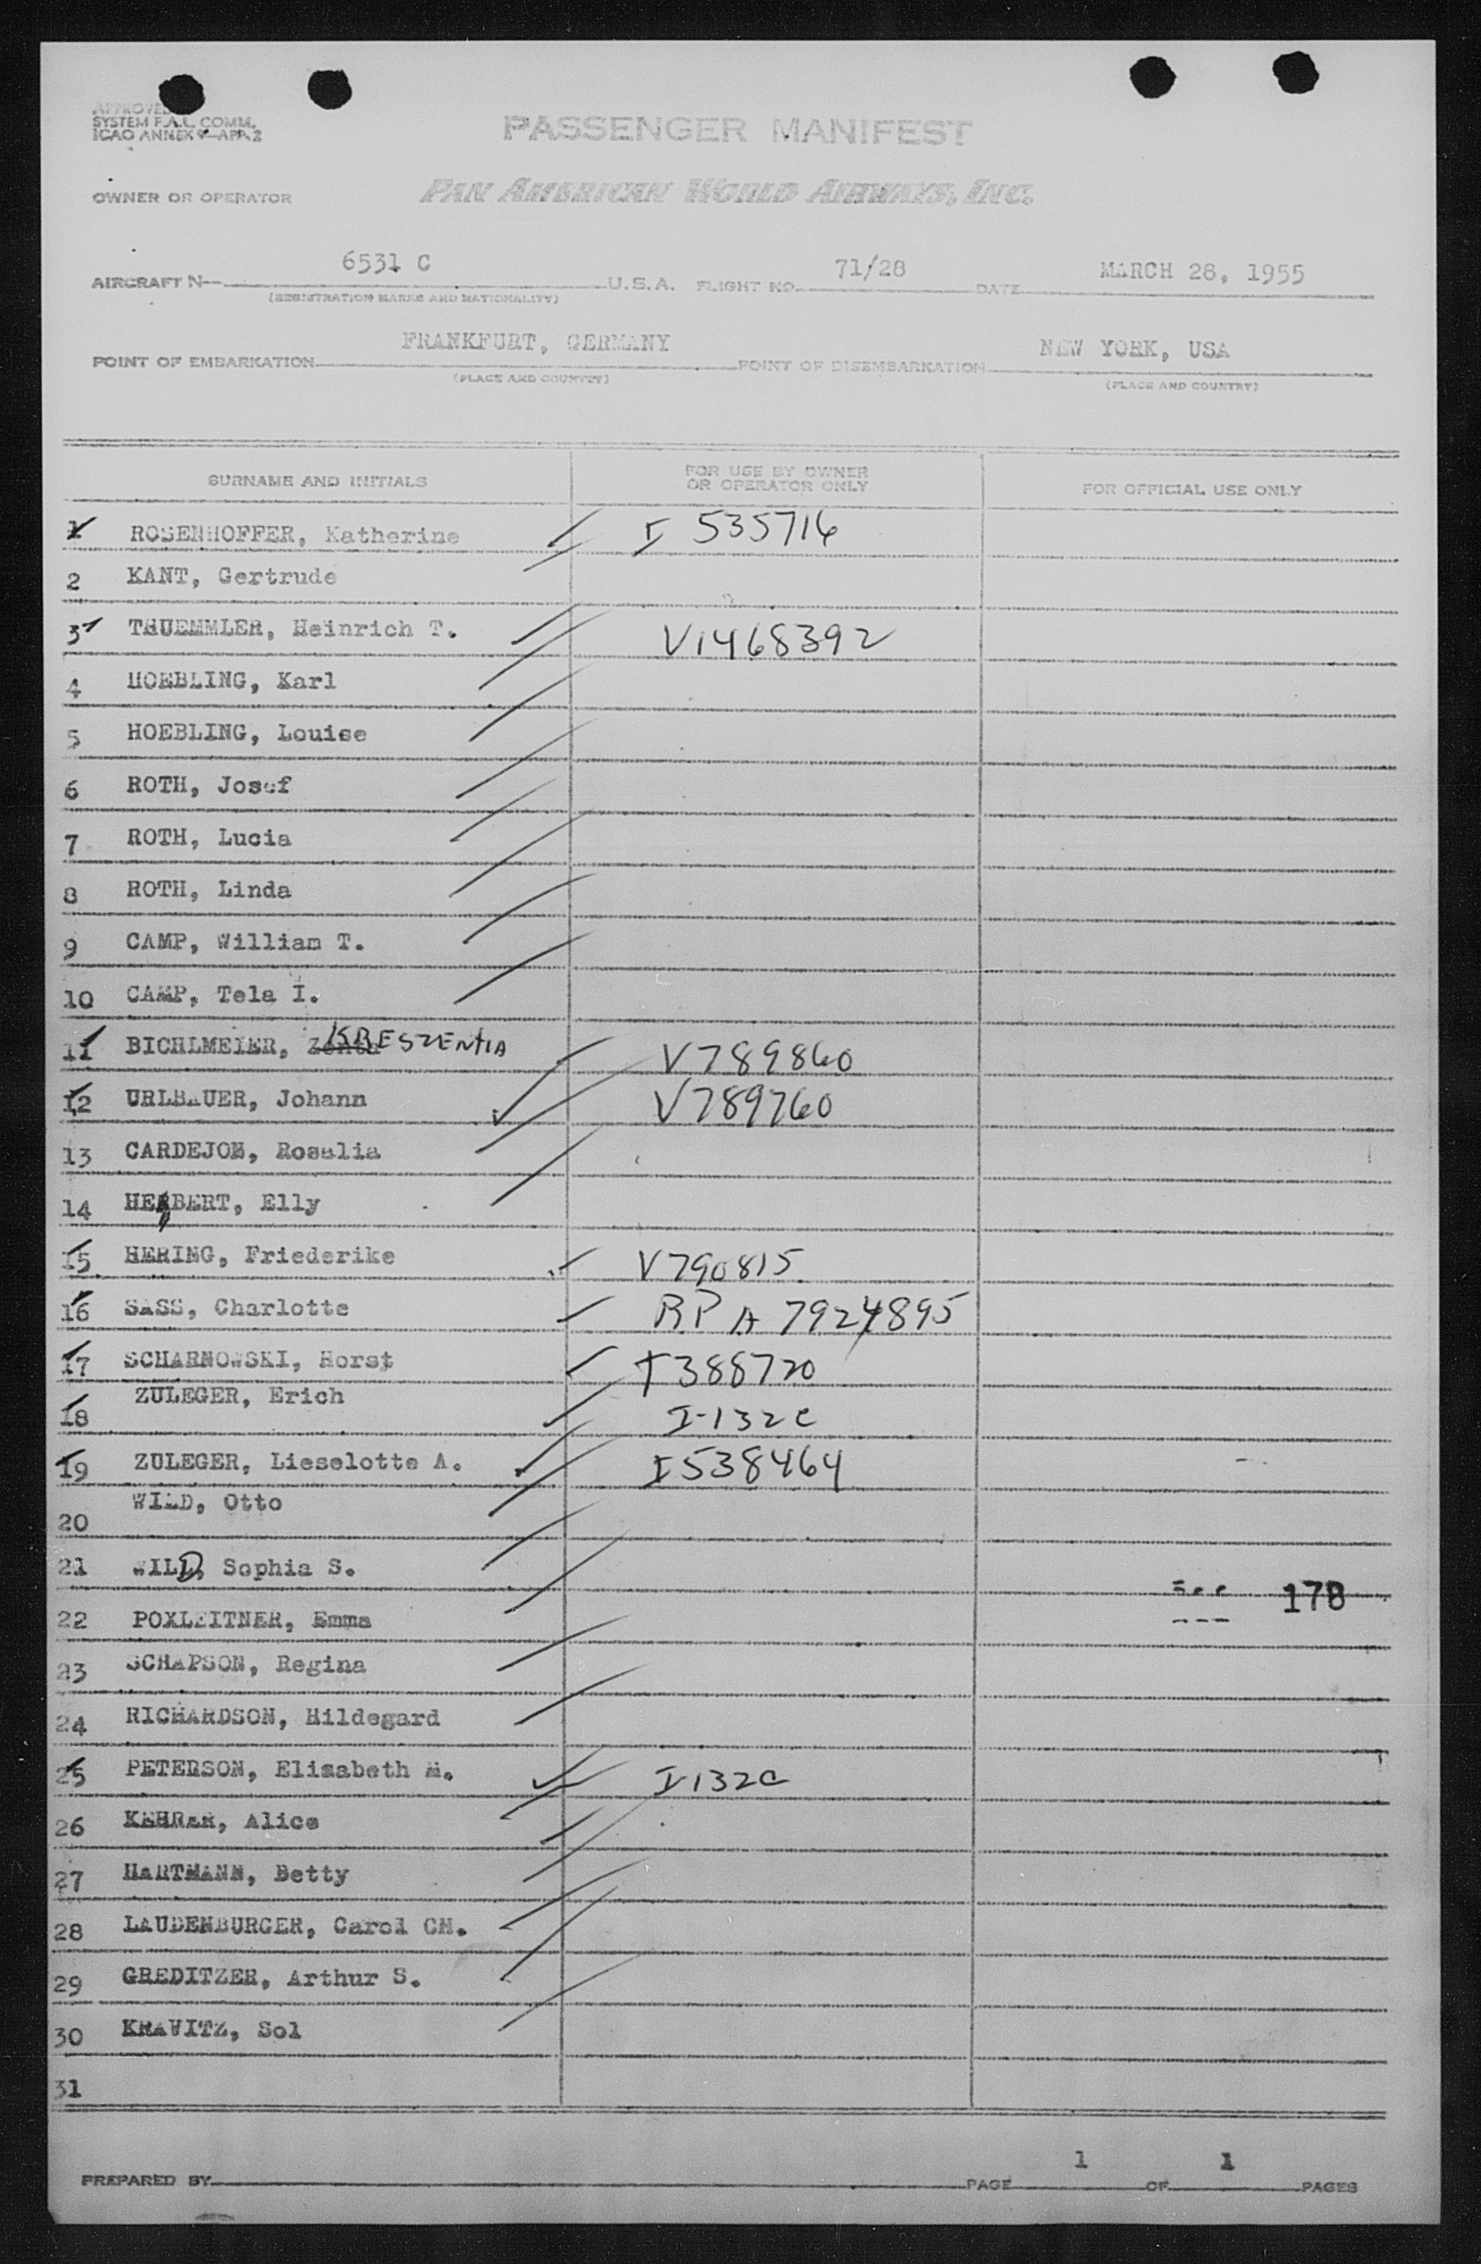 APPROVED
SYSTEM F.A.L. COMM.
ICAO ANNEX 9—APP. 2
PASSENGER MANIFEST
OWNER OR OPERATOR PAN AMERICAN WORLD AIRWAYS, INC.
AIRCRAFT N— 6531 C U.S.A. FLIGHT NO. 71/28 DATE MARCH 28, 1955
(REGISTRATION MARKS AND NATIONALITY)
POINT OF EMBARKATION FRANKFURT, GERMANY POINT OF DISEMBARKATION NEW YORK, USA
(PLACE AND COUNTRY) (PLACE AND COUNTRY)
SURNAME AND INITIALS FOR USE BY OWNER OR OPERATOR ONLY FOR OFFICIAL USE ONLY
1 ROSENHOFFER, Katherine I 535716
2 KANT, Gertrude
3 TRUEMMLER, Heinrich T. V1468392
4 HOEBLING, Karl
5 HOEBLING, Louise
6 ROTH, Josef
7 ROTH, Lucia
8 ROTH, Linda
9 CAMP, William T.
10 CAMP, Tela I.
11 BICHLMEIER, KRESZENTIA V789860
12 URLBAUER, Johann V789760
13 CARDEJON, Rosalia
14 HERBERT, Elly
15 HERING, Friederike V790815
16 SASS, Charlotte RP A 7924895
17 SCHARNOWSKI, Horst I388720
18 ZULEGER, Erich I-132C
19 ZULEGER, Lieselotte A. I538464
20 WILD, Otto
21 WILD, Sophia S.
178
22 POXLEITNER, Emma
23 SCHAPSON, Regina
24 RICHARDSON, Hildegard
25 PETERSON, Elisabeth M. I-132C
26 KEHRER, Alice
27 HARTMANN, Betty
28 LAUDENBURGER, Carol CH.
29 GREDITZER, Arthur S.
30 KRAVITZ, Sol
31
PREPARED BY PAGE 1 OF 1 PAGES